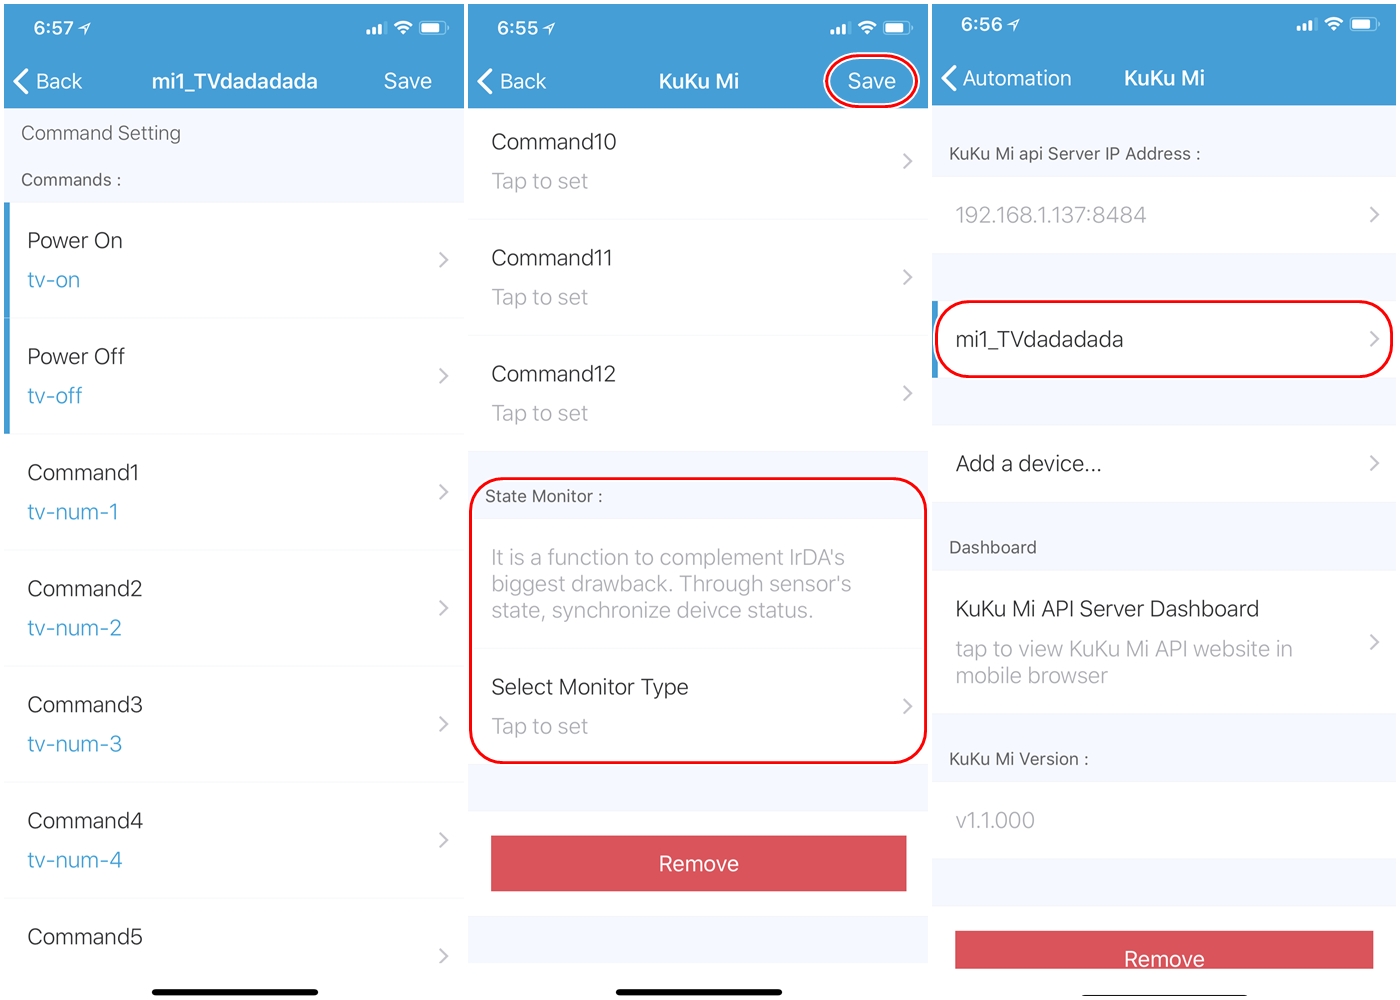 6:57
Back
mi1_TVdadadada
Save
Command Setting
Commands :
Power On
tv-on
Power Off
tv-off
Command1
tv-num-1
Command2
tv-num-2
Command3
tv-num-3
Command4
tv-num-4
Command5
6:55
Back
KuKu Mi
Save
Command10
Tap to set
Command11
Tap to set
Command12
Tap to set
State Monitor :
It is a function to complement IrDA's
biggest drawback. Through sensor's
state, synchronize deivce status.
Select Monitor Type
Tap to set
Remove
6:56
Automation
KuKu Mi
KuKu Mi api Server IP Address :
192.168.1.137:8484
mi1_TVdadadada
Add a device...
Dashboard
KuKu Mi API Server Dashboard
tap to view KuKu Mi API website in
mobile browser
KuKu Mi Version :
v1.1.000
Remove